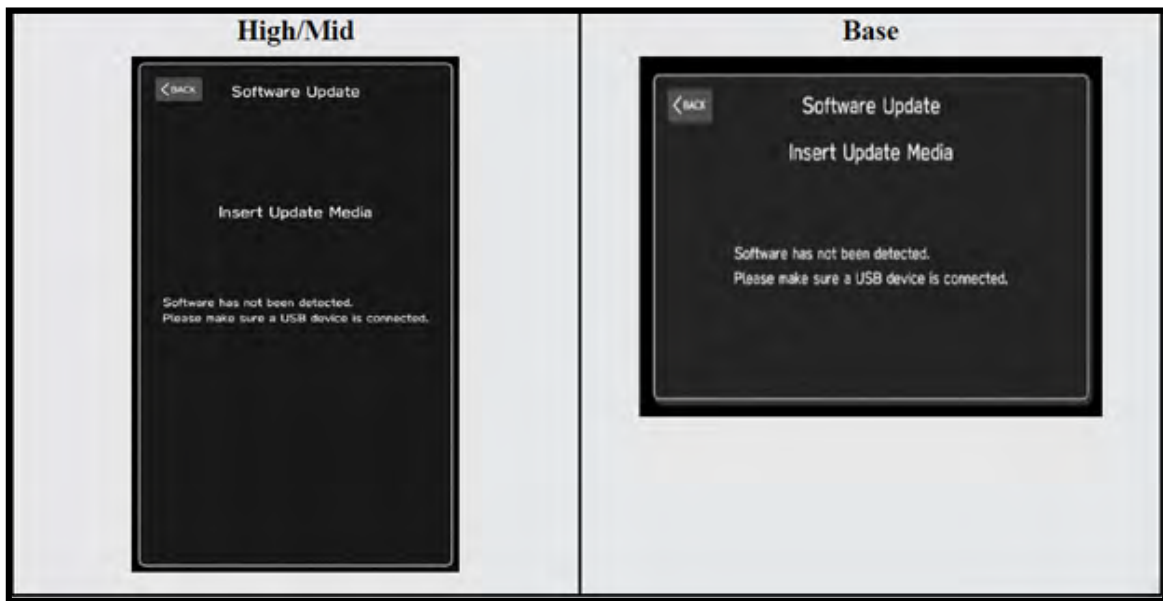 High/Mid
< BACK Software Update
Insert Update Media
Software has not been detected.
Please make sure a USB device is connected.
Base
< BACK Software Update
Insert Update Media
Software has not been detected.
Please make sure a USB device is connected.